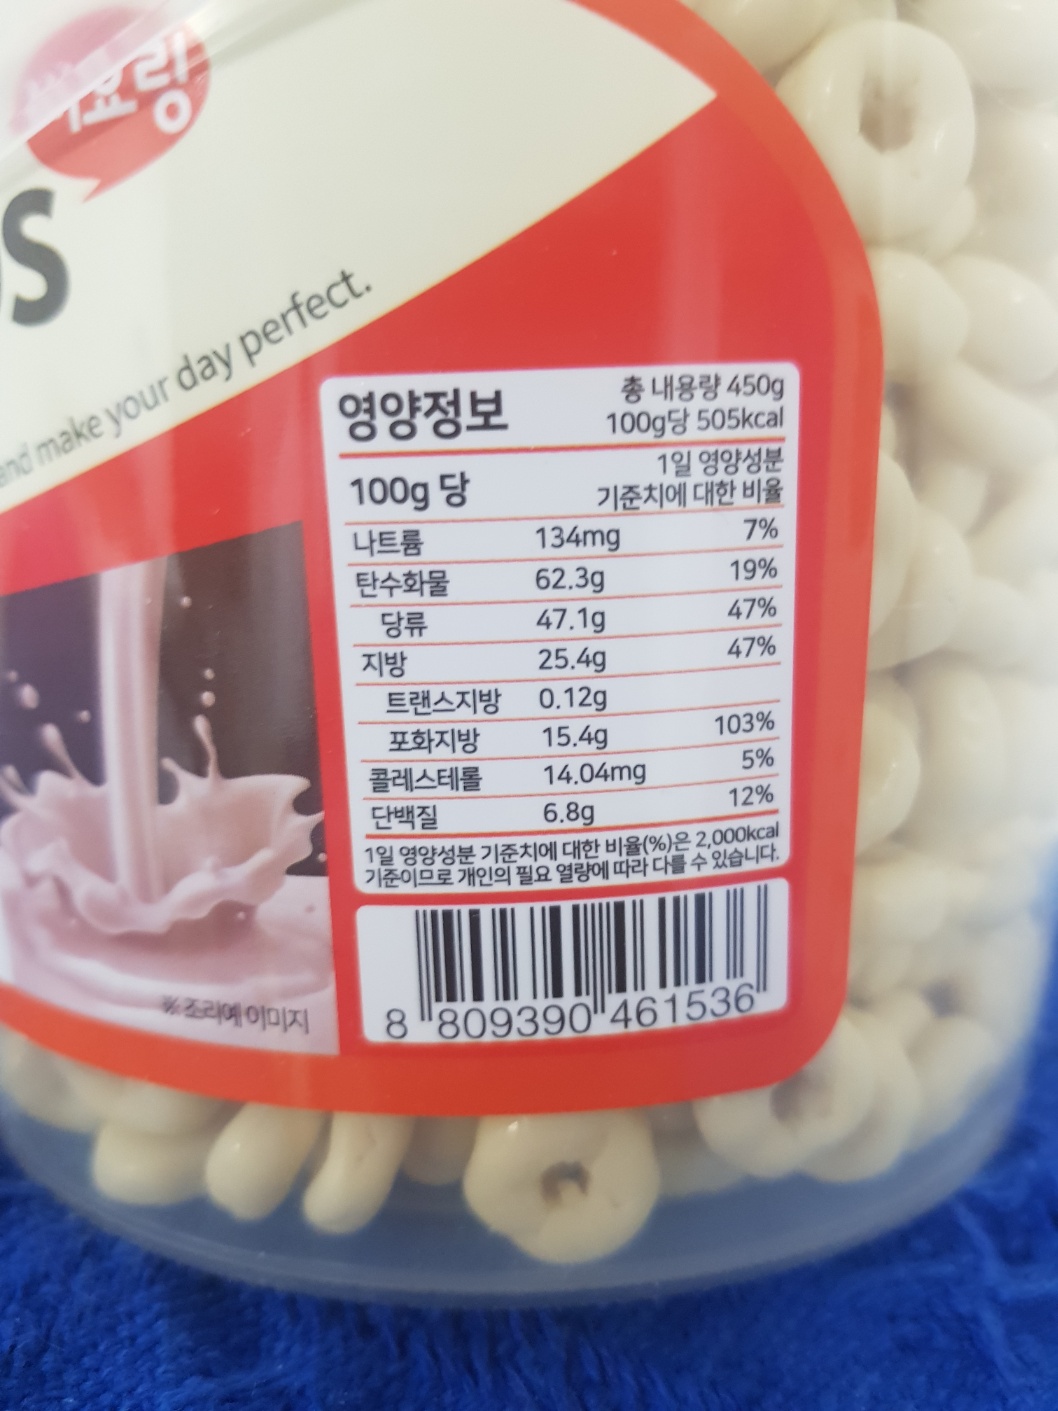 요링
s
and make your day perfect.
영양정보
총 내용량 450g
100g당 505kcal
100g 당
1일 영양성분
기준치에 대한 비율
나트륨 134mg 7%
탄수화물 62.3g 19%
당류 47.1g 47%
지방 25.4g 47%
트랜스지방 0.12g
포화지방 15.4g 103%
콜레스테롤 14.04mg 5%
단백질 6.8g 12%
1일 영양성분 기준치에 대한 비율(%)은 2,000kcal
기준이므로 개인의 필요 열량에 따라 다를 수 있습니다.
8 809390 461536
※조리예 이미지